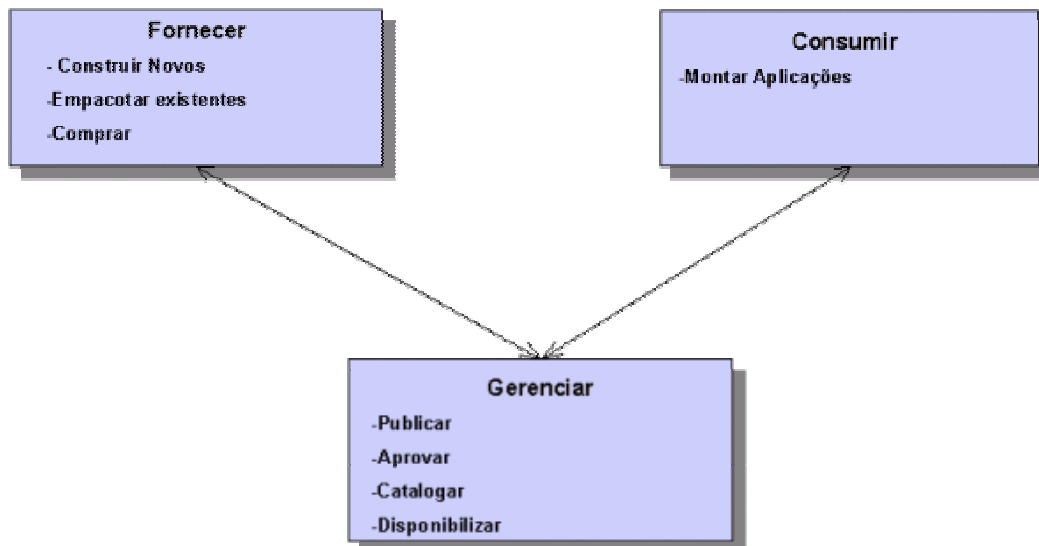 Fornecer
- Construir Novos
-Empacotar existentes
-Comprar
Consumir
-Montar Aplicações
Gerenciar
-Publicar
-Aprovar
-Catalogar
-Disponibilizar